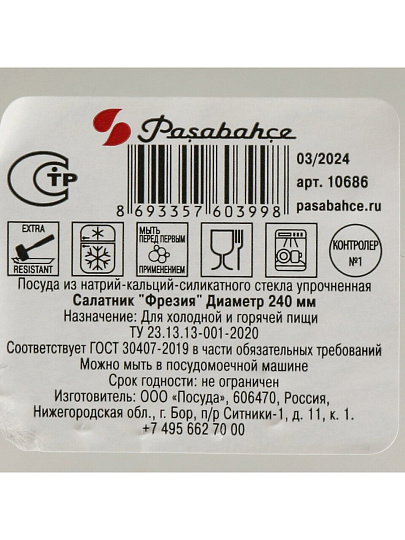 Paşabahçe
8 693357 603998
03/2024
арт. 10686
pasabahce.ru
СТР
EXTRA
RESISTANT
МЫТЬ
ПЕРЕД ПЕРВЫМ
ПРИМЕНЕНИЕМ
КОНТРОЛЕР
№1
Посуда из натрий-кальций-силикатного стекла упрочненная
Салатник "Фрезия" Диаметр 240 мм
Назначение: Для холодной и горячей пищи
ТУ 23.13.13-001-2020
Соответствует ГОСТ 30407-2019 в части обязательных требований
Можно мыть в посудомоечной машине
Срок годности: не ограничен
Изготовитель: ООО «Посуда», 606470, Россия,
Нижегородская обл., г. Бор, п/р Ситники-1, д. 11, к. 1.
+7 495 662 70 00